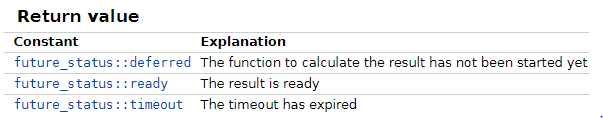 Return value
Constant Explanation
future_status::deferred The function to calculate the result has not been started yet
future_status::ready The result is ready
future_status::timeout The timeout has expired